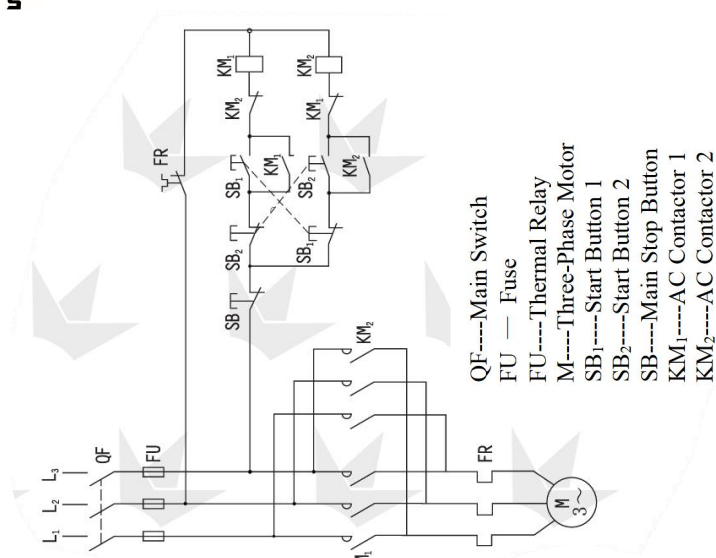 L₃
L₂
L₁
QF
FU
FR
SB
SB₂
SB₁
KM₁
KM₂
KM₁
SB₁
SB₂
KM₂
KM₁
KM₂
KM₂
FR
M
3~
QF----Main Switch
FU — Fuse
FU---Thermal Relay
M----Three-Phase Motor
SB₁----Start Button 1
SB₂----Start Button 2
SB----Main Stop Button
KM₁----AC Contactor 1
KM₂----AC Contactor 2